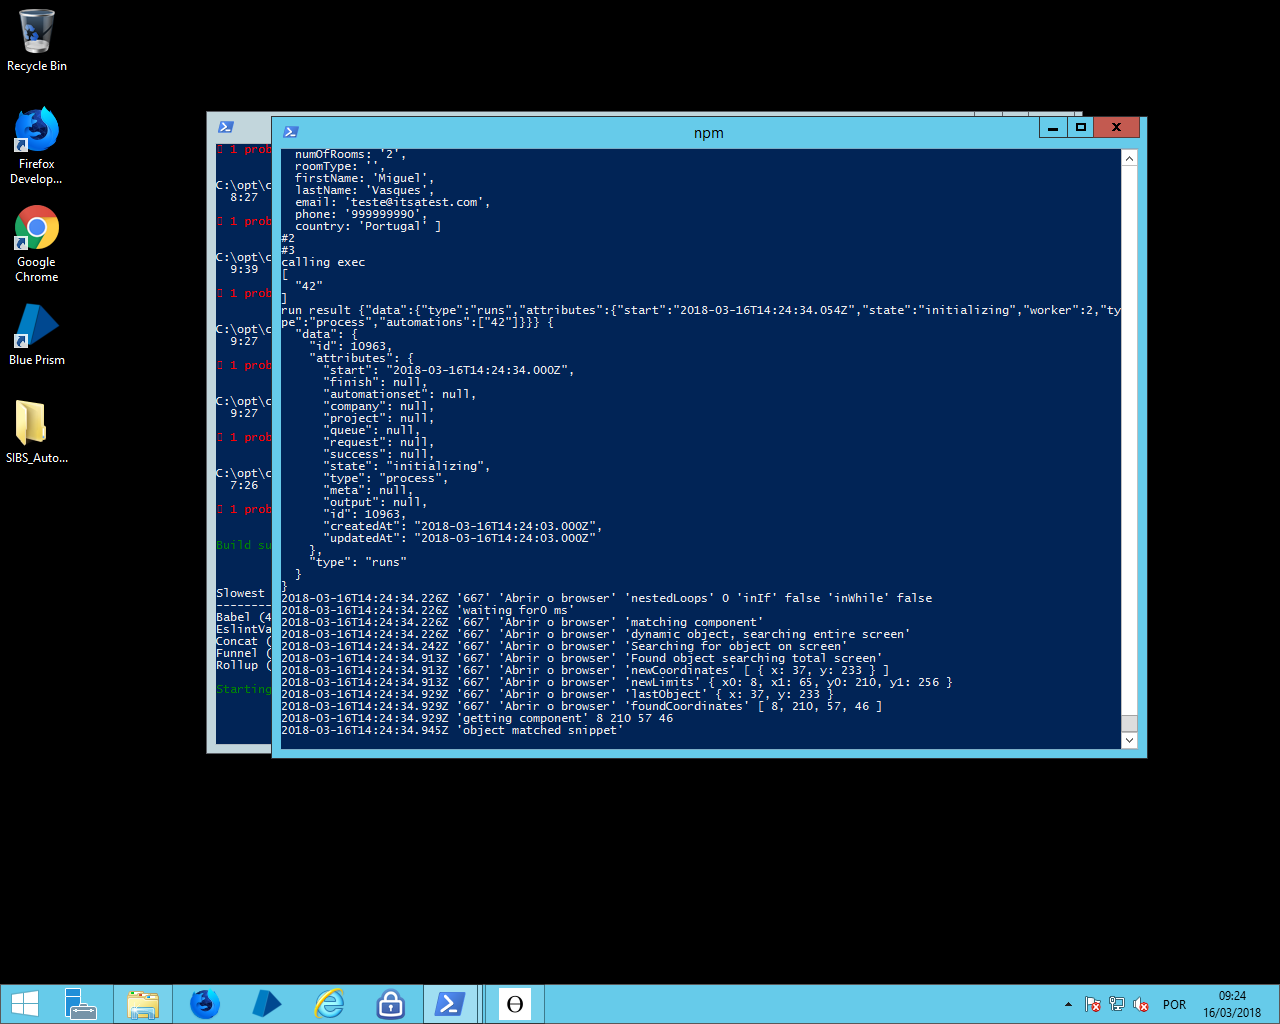 Recycle Bin
Firefox
Develop...
Google
Chrome
Blue Prism
SIBS_Auto...
1 prob
C:\opt\c
8:27
1 prob
C:\opt\c
9:39
1 prob
C:\opt\c
9:27
1 prob
C:\opt\c
9:27
1 prob
C:\opt\c
7:26
1 prob
Build su
Slowest
--------
Babel (4
EslintVa
Concat (
Funnel (
Rollup (
Starting
npm
numOfRooms: '2',
roomType: '',
firstName: 'Miguel',
lastName: 'Vasques',
email: 'teste@itsatest.com',
phone: '999999990',
country: 'Portugal' ]
#2
#3
calling exec
[
"42"
]
run result {"data":{"type":"runs","attributes":{"start":"2018-03-16T14:24:34.054Z","state":"initializing","worker":2,"ty
pe":"process","automations":["42"]}}} {
"data": {
"id": 10963,
"attributes": {
"start": "2018-03-16T14:24:34.000Z",
"finish": null,
"automationset": null,
"company": null,
"project": null,
"queue": null,
"request": null,
"success": null,
"state": "initializing",
"type": "process",
"meta": null,
"output": null,
"id": 10963,
"createdAt": "2018-03-16T14:24:03.000Z",
"updatedAt": "2018-03-16T14:24:03.000Z"
},
"type": "runs"
}
}
2018-03-16T14:24:34.226Z '667' 'Abrir o browser' 'nestedLoops' 0 'inIf' false 'inWhile' false
2018-03-16T14:24:34.226Z 'waiting for0 ms'
2018-03-16T14:24:34.226Z '667' 'Abrir o browser' 'matching component'
2018-03-16T14:24:34.226Z '667' 'Abrir o browser' 'dynamic object, searching entire screen'
2018-03-16T14:24:34.242Z '667' 'Abrir o browser' 'Searching for object on screen'
2018-03-16T14:24:34.913Z '667' 'Abrir o browser' 'Found object searching total screen'
2018-03-16T14:24:34.913Z '667' 'Abrir o browser' 'newCoordinates' [ { x: 37, y: 233 } ]
2018-03-16T14:24:34.913Z '667' 'Abrir o browser' 'newLimits' { x0: 8, x1: 65, y0: 210, y1: 256 }
2018-03-16T14:24:34.929Z '667' 'Abrir o browser' 'lastObject' { x: 37, y: 233 }
2018-03-16T14:24:34.929Z '667' 'Abrir o browser' 'foundCoordinates' [ 8, 210, 57, 46 ]
2018-03-16T14:24:34.929Z 'getting component' 8 210 57 46
2018-03-16T14:24:34.945Z 'object matched snippet'
POR
09:24
16/03/2018